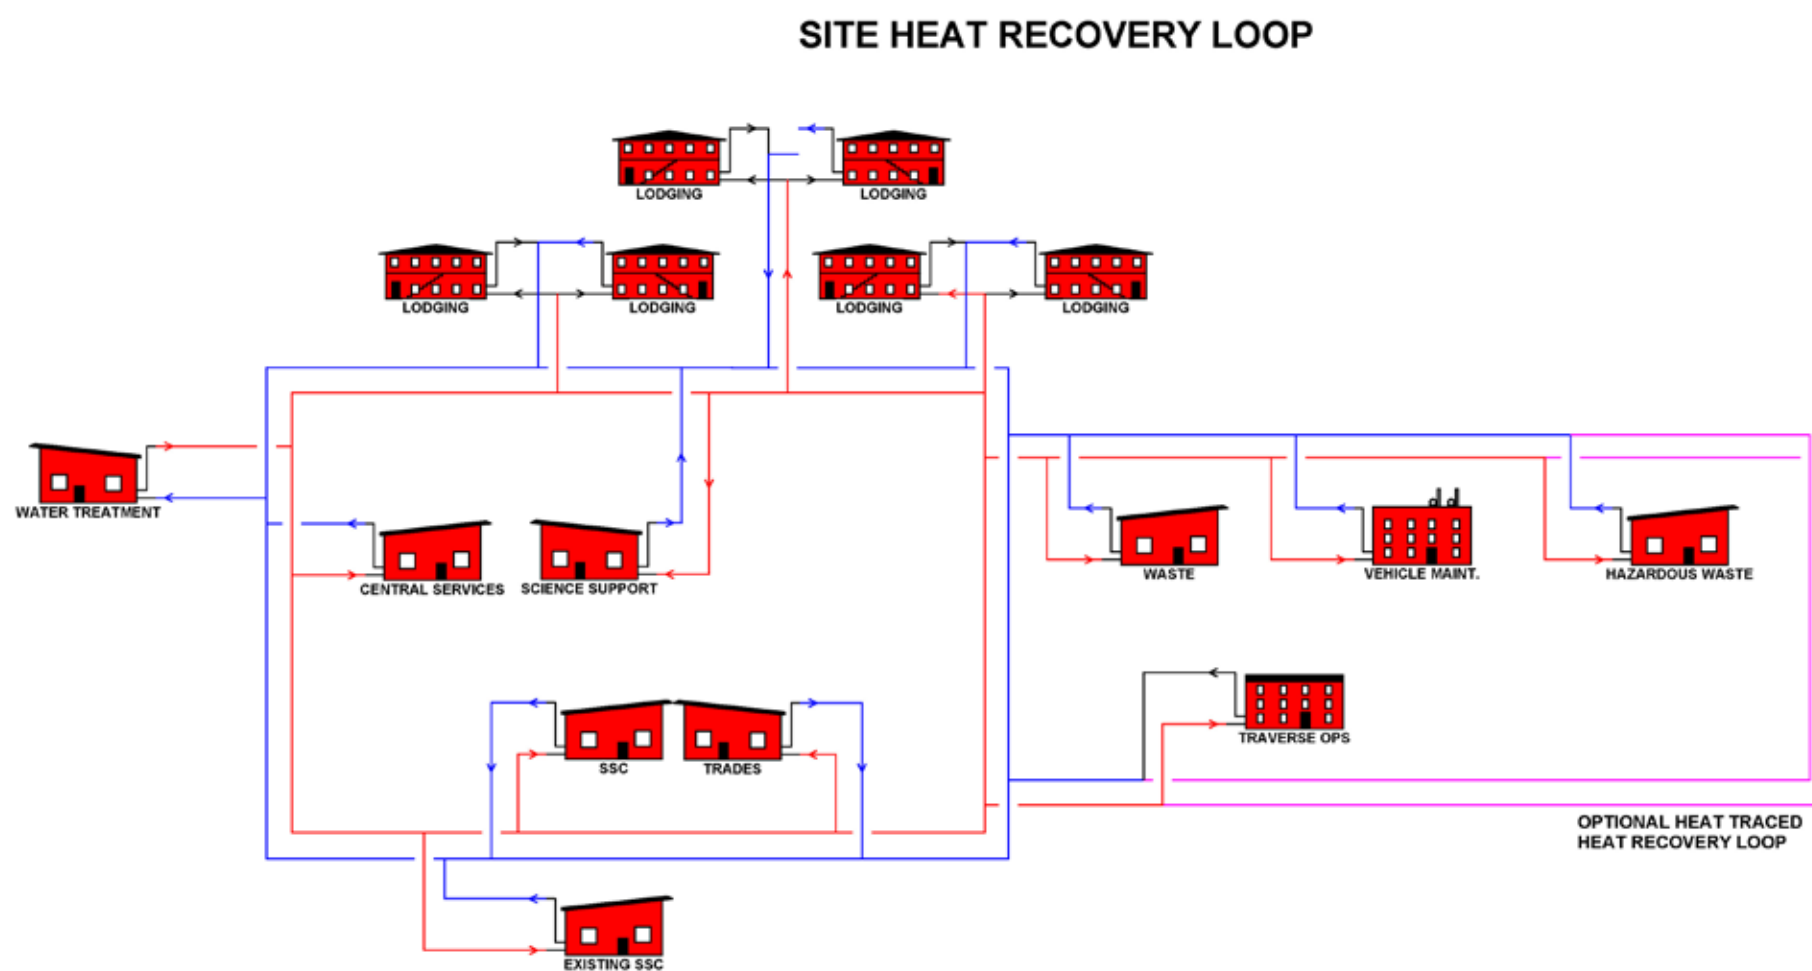 SITE HEAT RECOVERY LOOP
LODGING
LODGING
LODGING
LODGING
LODGING
LODGING
WATER TREATMENT
CENTRAL SERVICES
SCIENCE SUPPORT
WASTE
VEHICLE MAINT.
HAZARDOUS WASTE
SSC
TRADES
TRAVERSE OPS
OPTIONAL HEAT TRACED
HEAT RECOVERY LOOP
EXISTING SSC